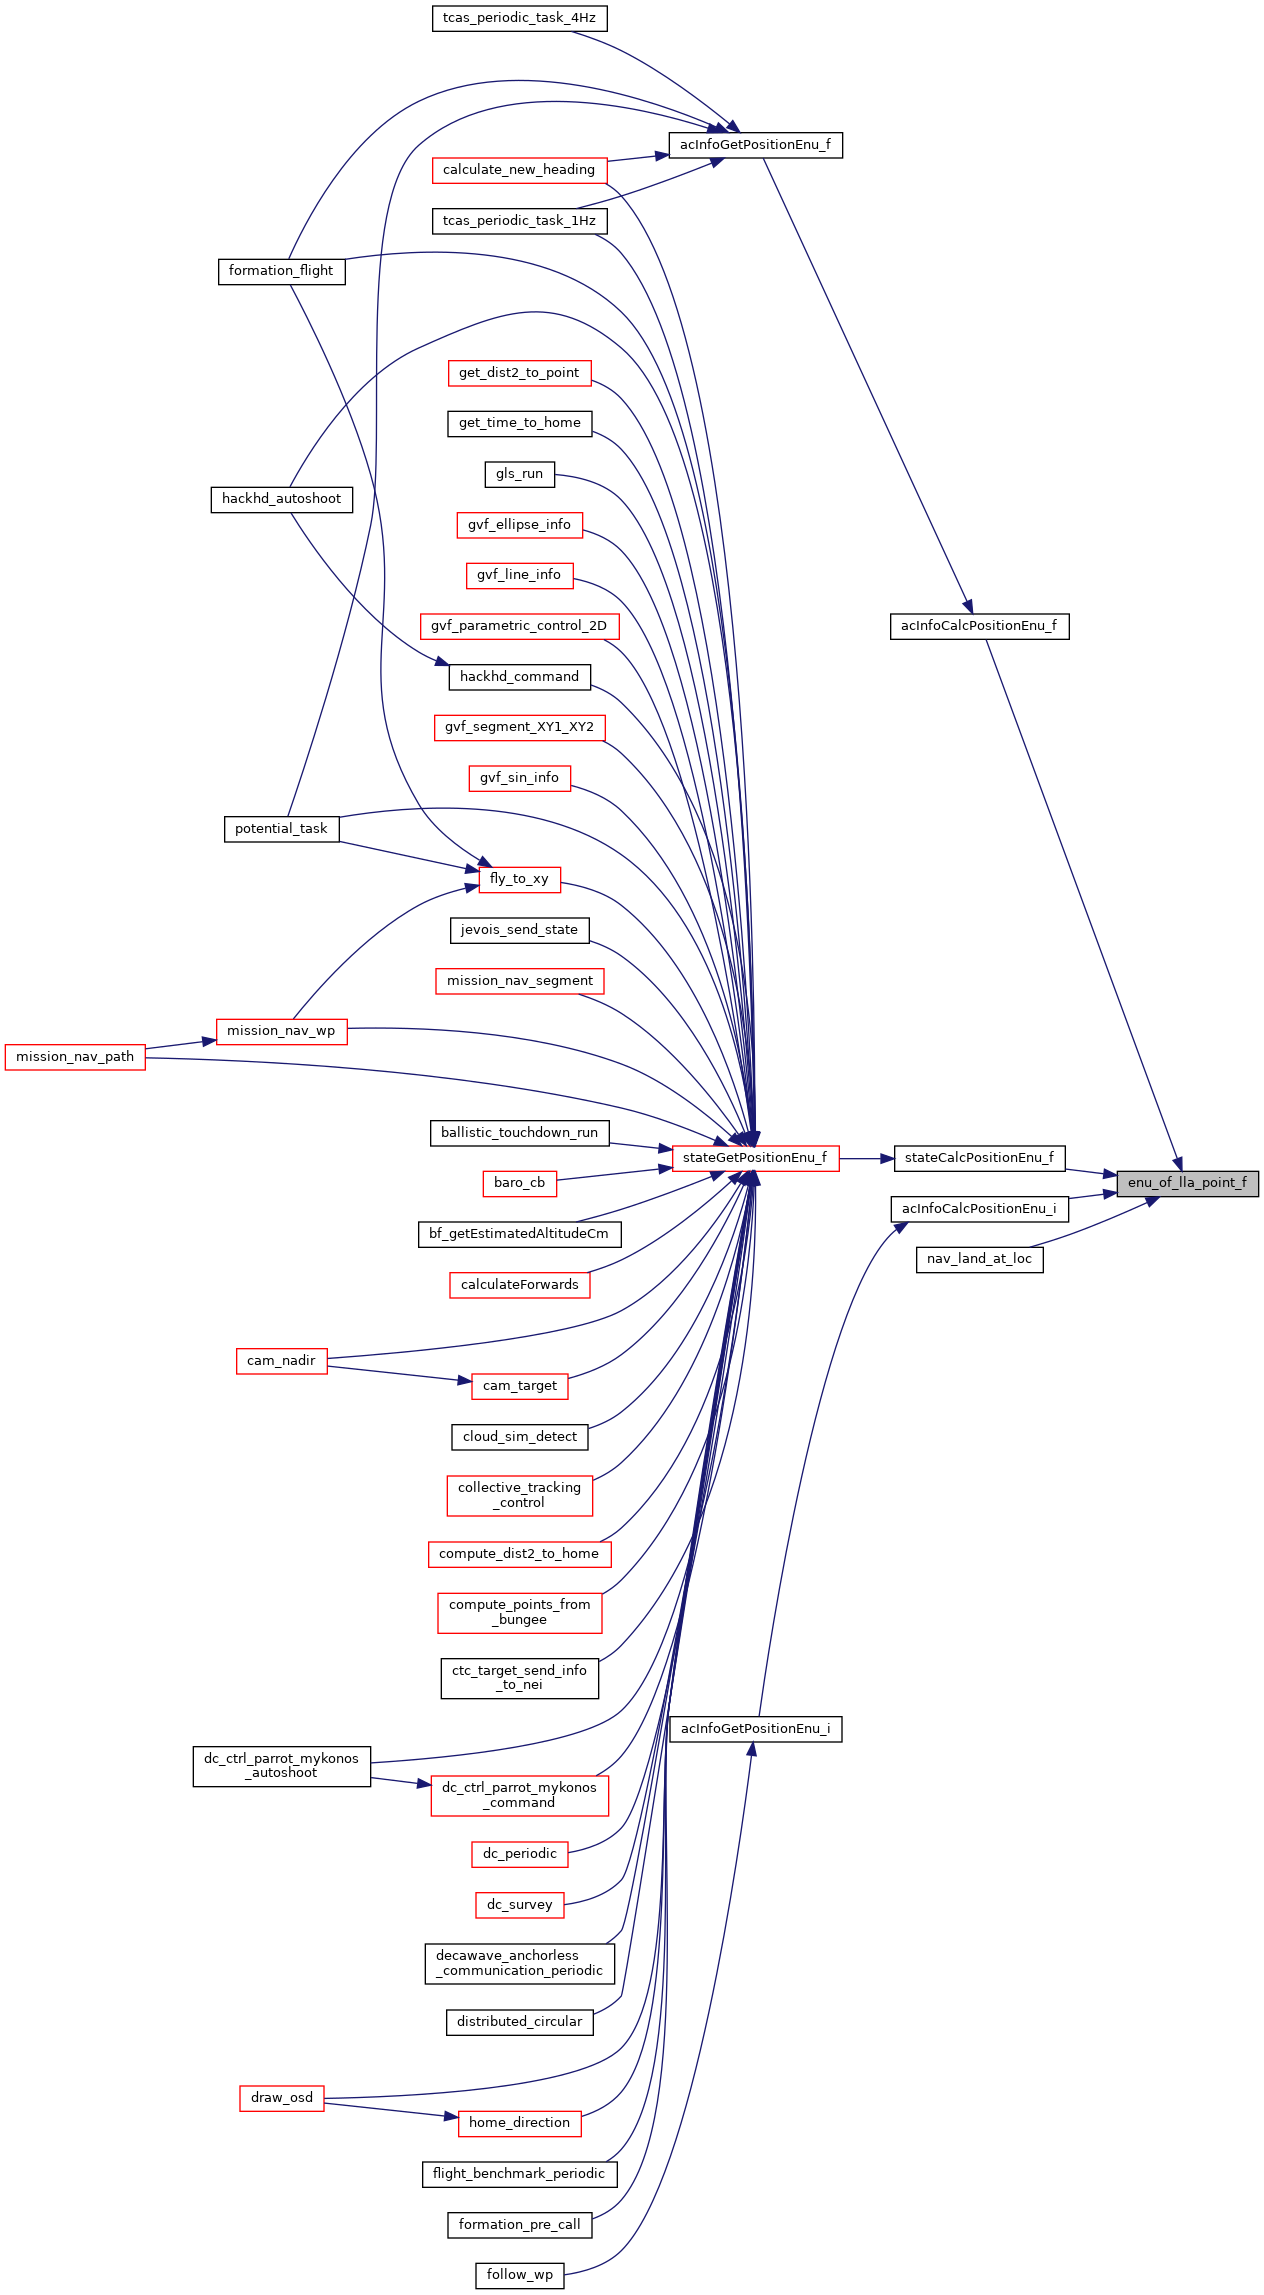 tcas_periodic_task_4Hz
acInfoGetPositionEnu_f
calculate_new_heading
tcas_periodic_task_1Hz
formation_flight
get_dist2_to_point
get_time_to_home
gls_run
hackhd_autoshoot
gvf_ellipse_info
gvf_line_info
gvf_parametric_control_2D
acInfoCalcPositionEnu_f
hackhd_command
gvf_segment_XY1_XY2
gvf_sin_info
potential_task
fly_to_xy
jevois_send_state
mission_nav_segment
mission_nav_wp
mission_nav_path
ballistic_touchdown_run
stateGetPositionEnu_f
stateCalcPositionEnu_f
enu_of_lla_point_f
baro_cb
acInfoCalcPositionEnu_i
bf_getEstimatedAltitudeCm
nav_land_at_loc
calculateForwards
cam_nadir
cam_target
cloud_sim_detect
collective_tracking
_control
compute_dist2_to_home
compute_points_from
_bungee
ctc_target_send_info
_to_nei
acInfoGetPositionEnu_i
dc_ctrl_parrot_mykonos
_autoshoot
dc_ctrl_parrot_mykonos
_command
dc_periodic
dc_survey
decawave_anchorless
_communication_periodic
distributed_circular
draw_osd
home_direction
flight_benchmark_periodic
formation_pre_call
follow_wp